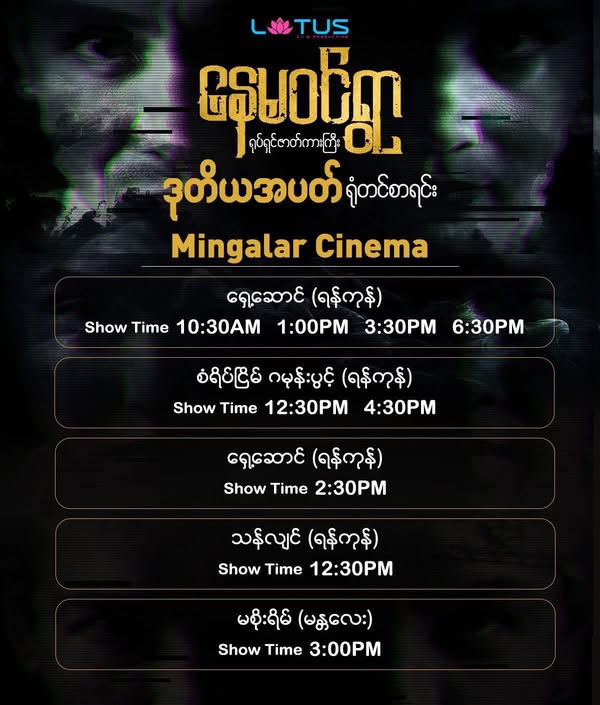 LOTUS
FILM PRODUCTION
နေမဝင်ရွာ
ရုပ်ရှင်ဇာတ်ကားကြီး
ဒုတိယအပတ် ရုံတင်စာရင်း
Mingalar Cinema
ရှေ့ဆောင် (ရန်ကုန်)
Show Time 10:30AM 1:00PM 3:30PM 6:30PM
စံရိပ်ငြိမ် ဂမုန်းပွင့် (ရန်ကုန်)
Show Time 12:30PM 4:30PM
ရှေ့ဆောင် (ရန်ကုန်)
Show Time 2:30PM
သန်လျင် (ရန်ကုန်)
Show Time 12:30PM
မစိုးရိမ် (မန္တလေး)
Show Time 3:00PM